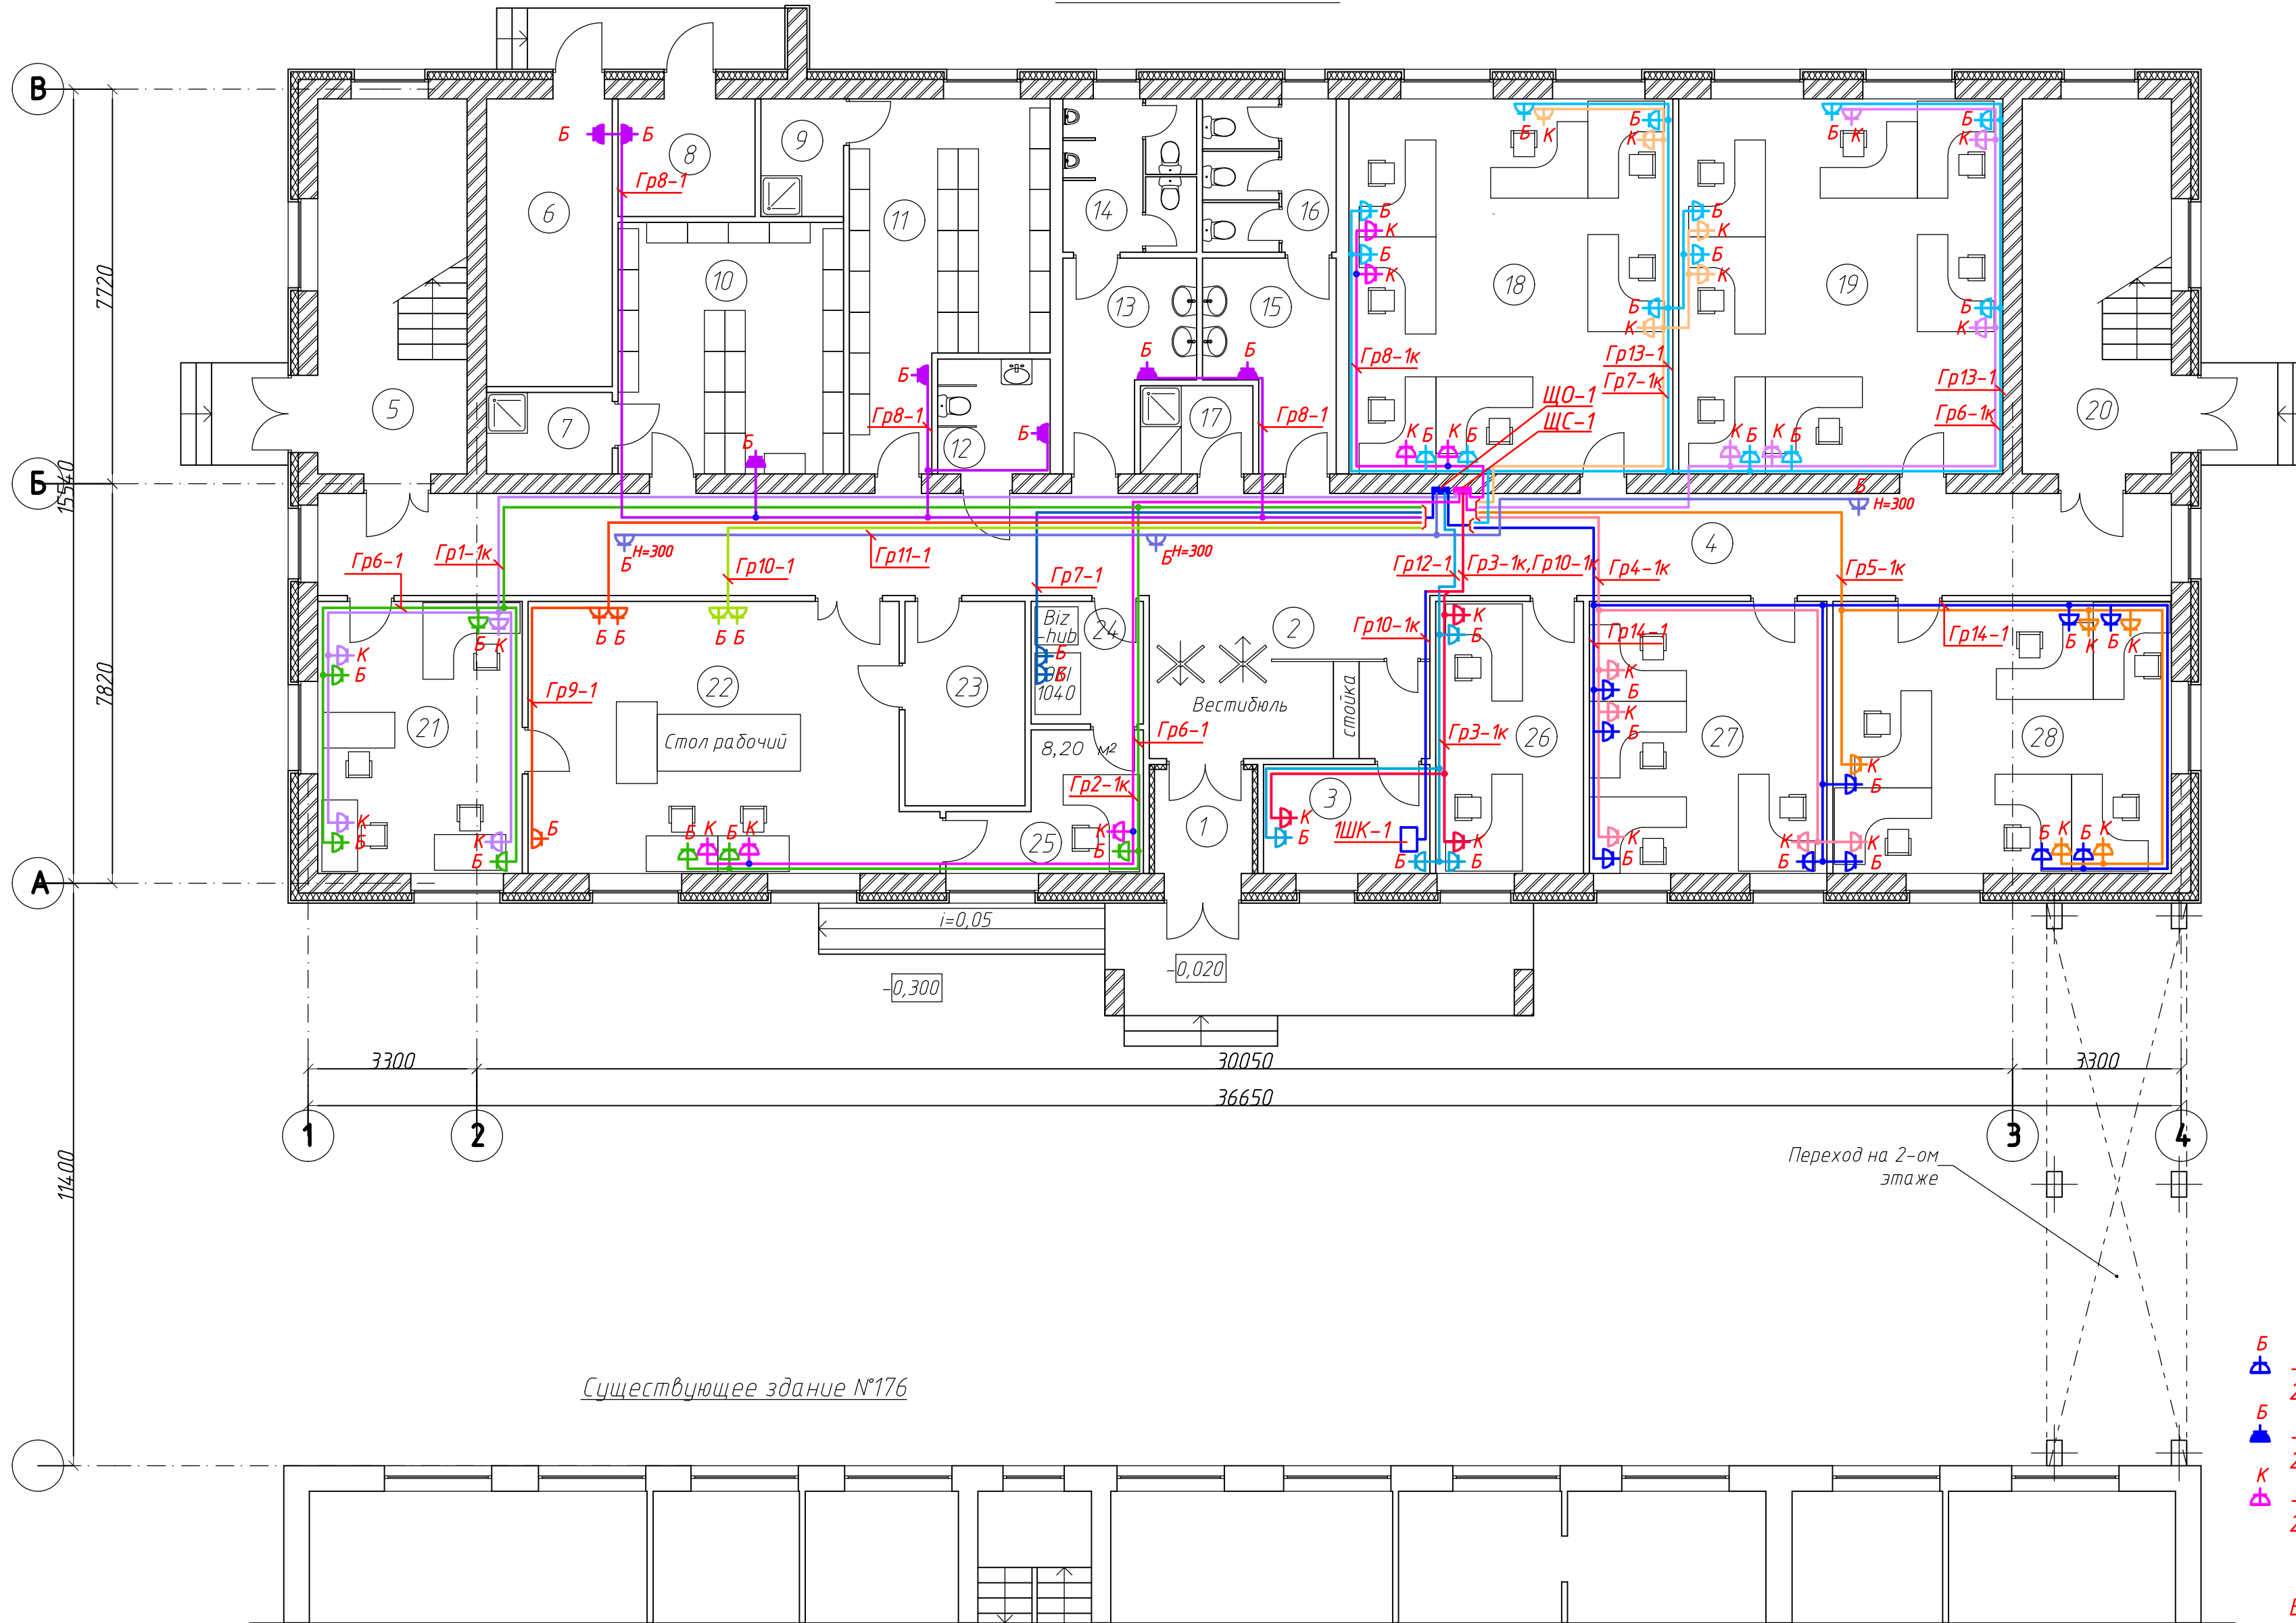 В
Б Б
8
9
Гр8-1
6
11
14
16
10
13
15
18
19
Б К
Б
К
Б К
Б
К
Б
К
Б
К
Б
К
Б
К
Б
К
Б
К
7720
5
7
12
17
20
Б
Б
Б
Б
Б
Гр8-1
Гр8-1
Гр8-1к
Гр13-1
Гр7-1к
Гр13-1
Гр6-1к
ЩО-1
ЩС-1
К Б К Б
К Б К Б
Б
15540
Б
Н=300
4
Гр6-1
Гр1-1к
Б Н=300
Гр10-1
Гр11-1
Гр7-1
Б Н=300
Гр12-1
Гр3-1к,Гр10-1к
Гр4-1к
Гр5-1к
Biz
-hub
24
2
Гр10-1к
Гр14-1
Гр14-1
Б К
Б Б
Б Б
К
Б
Б
К
1040
К
Б
К
Б
К
Б
Б К Б К
7820
Гр9-1
22
23
21
Стол рабочий
Вестибюль
стойка
8,20 м²
Гр6-1
Гр2-1к
Гр3-1к
26
27
28
К
Б
3
1
25
1ШК-1
К
Б
К
Б
Б
Б К Б К
К
Б
К
Б
К
Б Б
К
Б
К К
Б Б
Б К Б К
А
i=0,05
-0,020
-0,300
3300
30050
3300
36650
1
2
3
4
11400
Переход на 2-ом
этаже
Существующее здание №176
Б
Б
К